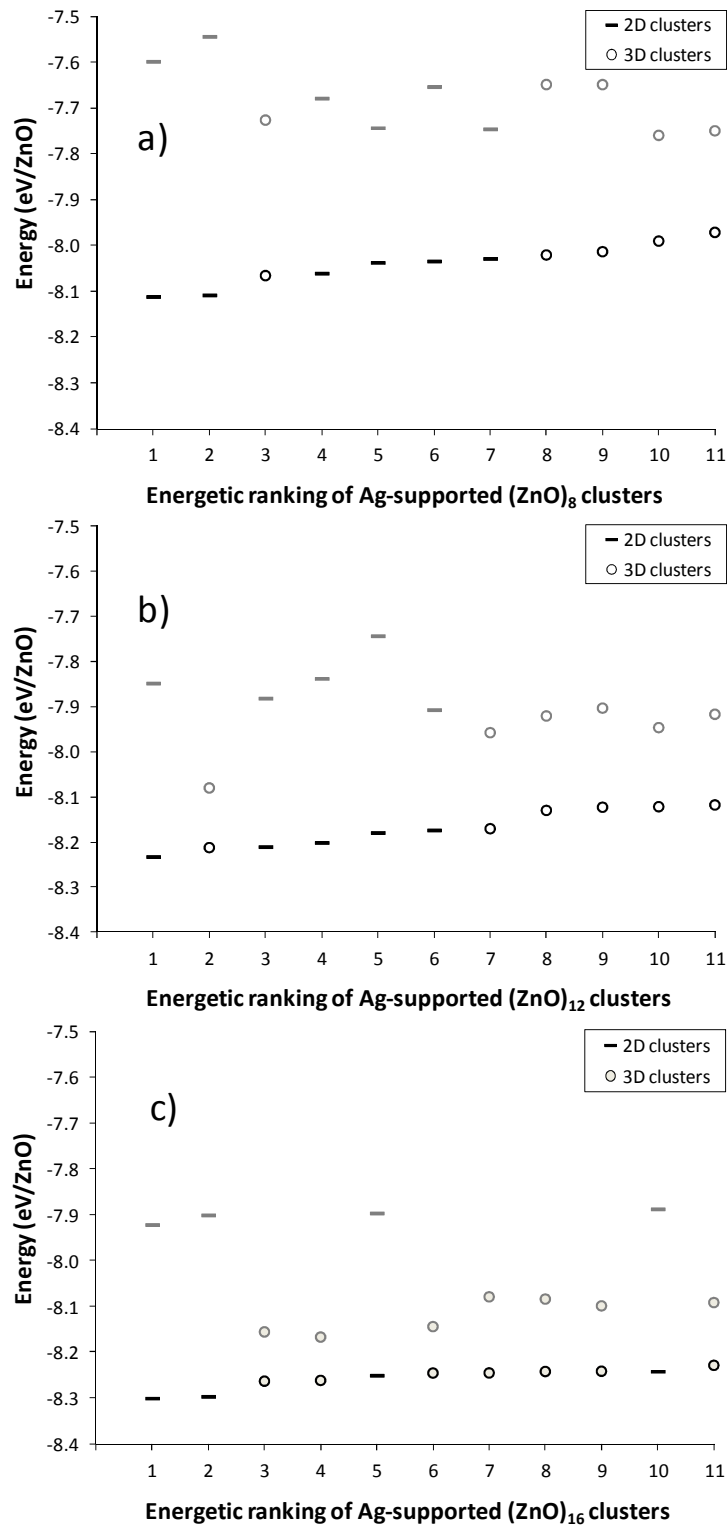 -7.5
-7.6
-7.7
-7.8
-7.9
-8.0
-8.1
-8.2
-8.3
-8.4
Energy (eV/ZnO)
a)
2D clusters
3D clusters
1 2 3 4 5 6 7 8 9 10 11
Energetic ranking of Ag-supported (ZnO)₈ clusters
-7.5
-7.6
-7.7
-7.8
-7.9
-8.0
-8.1
-8.2
-8.3
-8.4
Energy (eV/ZnO)
b)
2D clusters
3D clusters
1 2 3 4 5 6 7 8 9 10 11
Energetic ranking of Ag-supported (ZnO)₁₂ clusters
-7.5
-7.6
-7.7
-7.8
-7.9
-8.0
-8.1
-8.2
-8.3
-8.4
Energy (eV/ZnO)
c)
2D clusters
3D clusters
1 2 3 4 5 6 7 8 9 10 11
Energetic ranking of Ag-supported (ZnO)₁₆ clusters